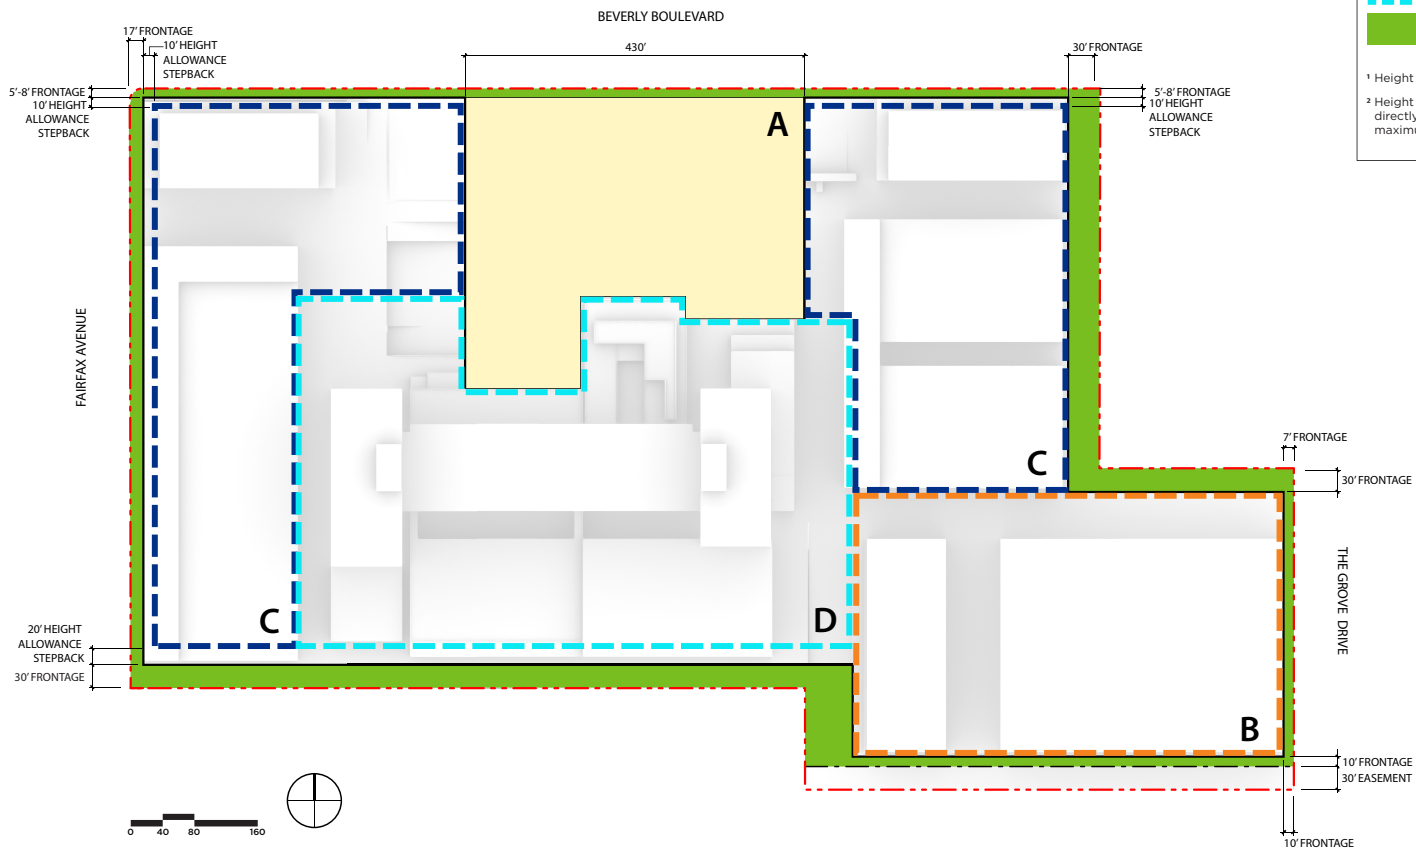 BEVERLY BOULEVARD
17' FRONTAGE
10' HEIGHT
ALLOWANCE
STEPBACK
430'
30' FRONTAGE
5'-8' FRONTAGE
10' HEIGHT
ALLOWANCE
STEPBACK
5'-8' FRONTAGE
10' HEIGHT
ALLOWANCE
STEPBACK
¹ Height
² Height
directly
A
FAIRFAX AVENUE
C
7' FRONTAGE
30' FRONTAGE
THE GROVE DRIVE
C
D
20' HEIGHT
ALLOWANCE
STEPBACK
30' FRONTAGE
B
10' FRONTAGE
30' EASEMENT
0 40 80 160
10' FRONTAGE